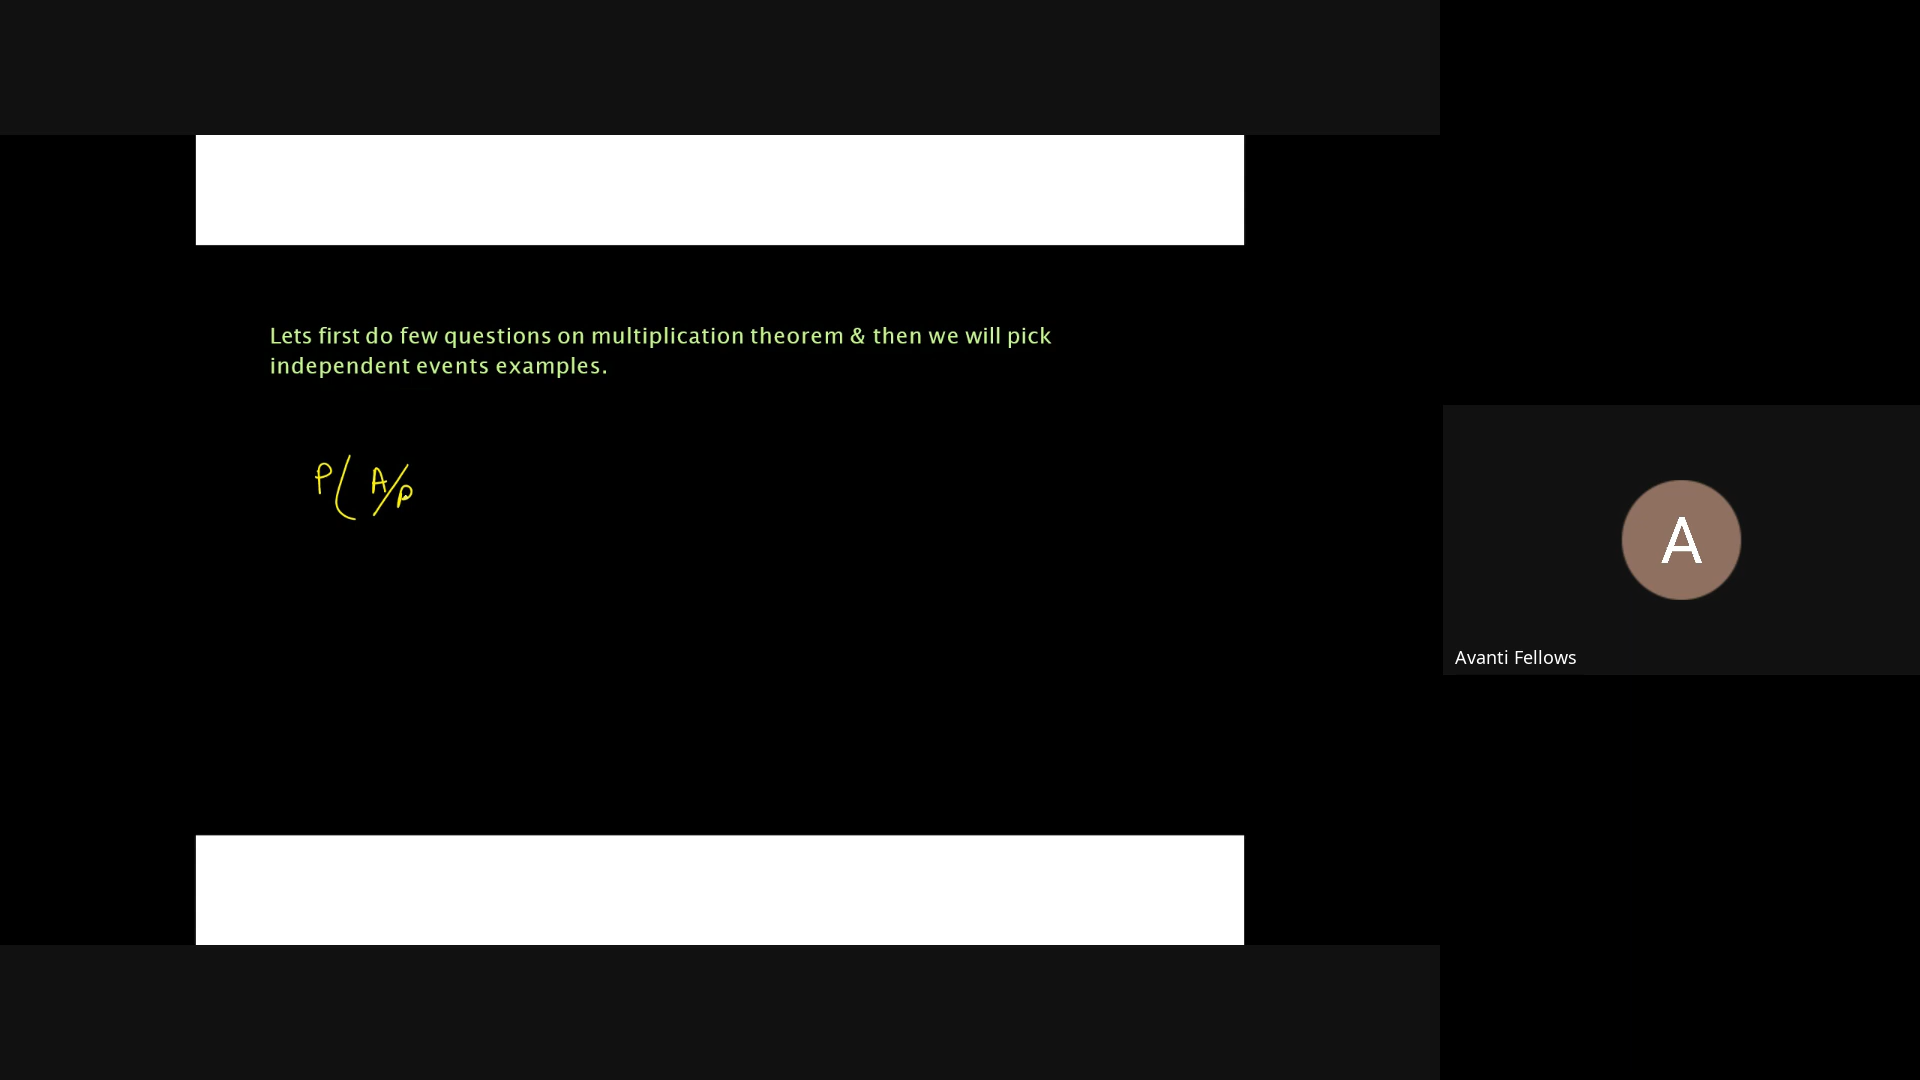 Lets first do few questions on multiplication theorem & then we will pick
independent events examples.
P( A/
A
Avanti Fellows